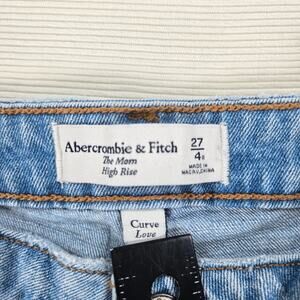 Abercrombie & Fitch
The Mom
High Rise
27
4R
MADE IN
MACAU, CHINA
Curve
Love